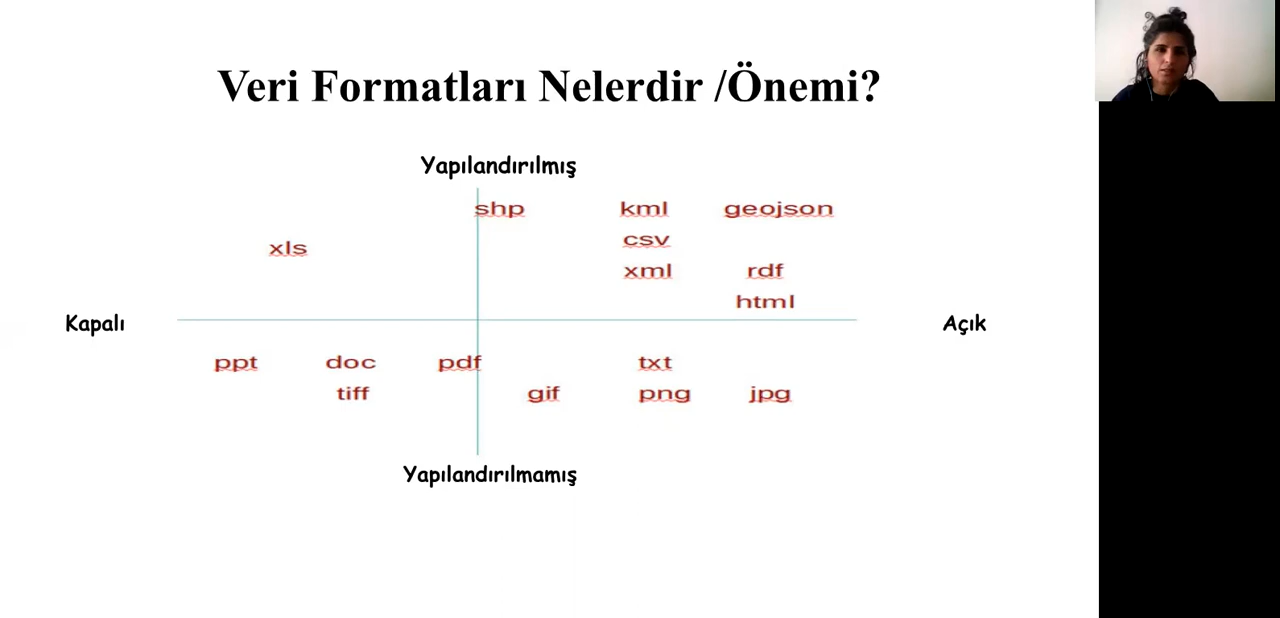 Veri Formatları Nelerdir /Önemi?
Yapılandırılmış
shp kml geojson
xls csv
xml rdf
html
Kapalı Açık
ppt doc pdf txt
tiff gif png jpg
Yapılandırılmamış